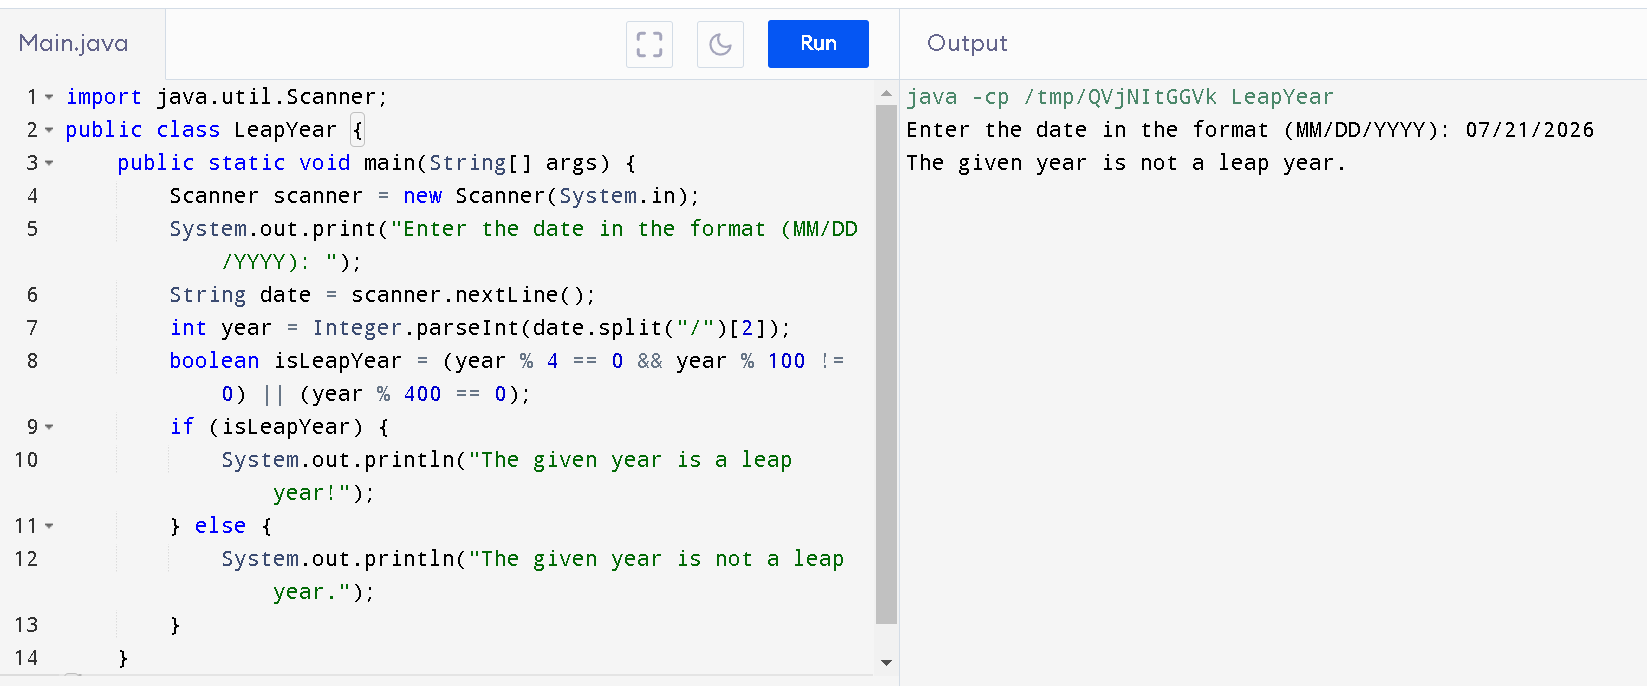 Main.java
Run
Output
1 import java.util.Scanner;
2 public class LeapYear {
3 public static void main(String[] args) {
4 Scanner scanner = new Scanner(System.in);
5 System.out.print("Enter the date in the format (MM/DD
/YYYY): ");
6 String date = scanner.nextLine();
7 int year = Integer.parseInt(date.split("/")[2]);
8 boolean isLeapYear = (year % 4 == 0 && year % 100 !=
0) || (year % 400 == 0);
9 if (isLeapYear) {
10 System.out.println("The given year is a leap
year!");
11 } else {
12 System.out.println("The given year is not a leap
year.");
13 }
14 }
java -cp /tmp/QVjNItGGVk LeapYear
Enter the date in the format (MM/DD/YYYY): 07/21/2026
The given year is not a leap year.